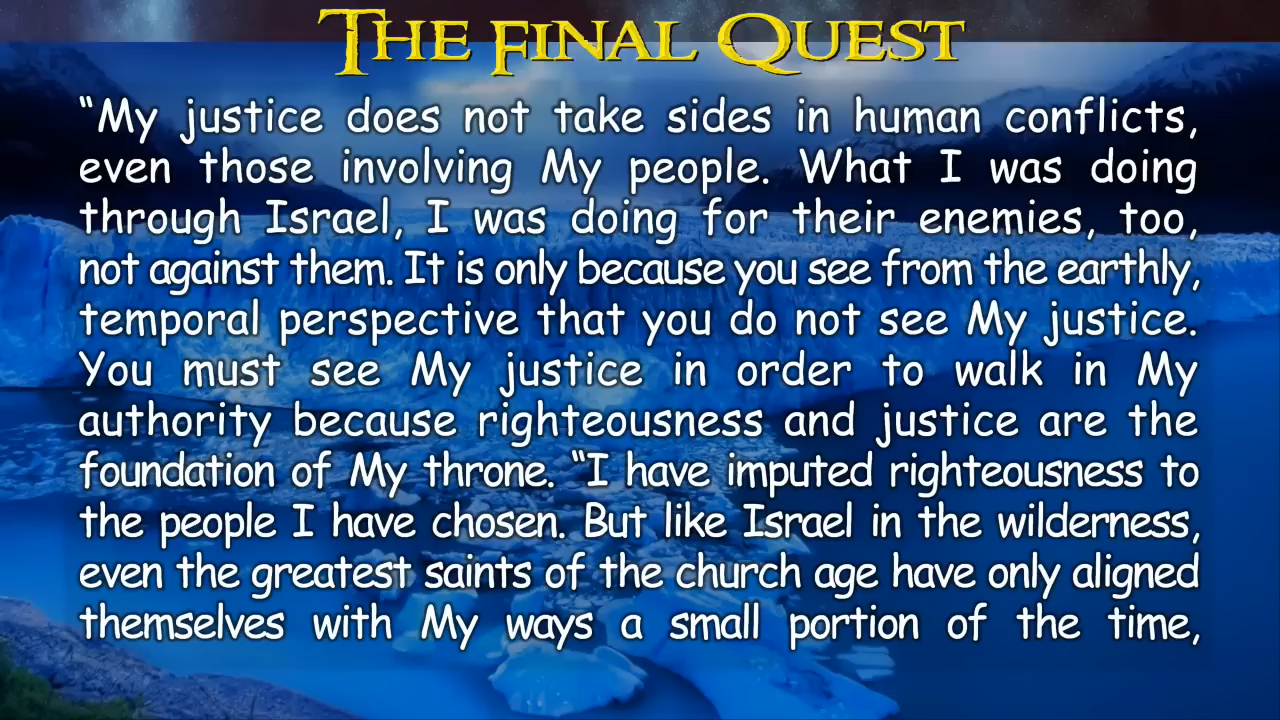 The Final Quest
“My justice does not take sides in human conflicts,
even those involving My people. What I was doing
through Israel, I was doing for their enemies, too,
not against them. It is only because you see from the earthly,
temporal perspective that you do not see My justice.
You must see My justice in order to walk in My
authority because righteousness and justice are the
foundation of My throne. “I have imputed righteousness to
the people I have chosen. But like Israel in the wilderness,
even the greatest saints of the church age have only aligned
themselves with My ways a small portion of the time,